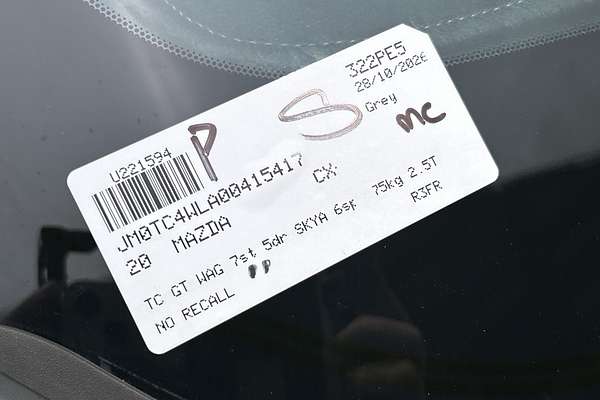 322PE5
28/10/2026
Grey
P
S
MC
U221594
JM0TC4WLA00415417
20 MAZDA CX-
TC GT WAG 7st 5dr SKYA 6sp 75kg 2.5T
NO RECALL R3FR